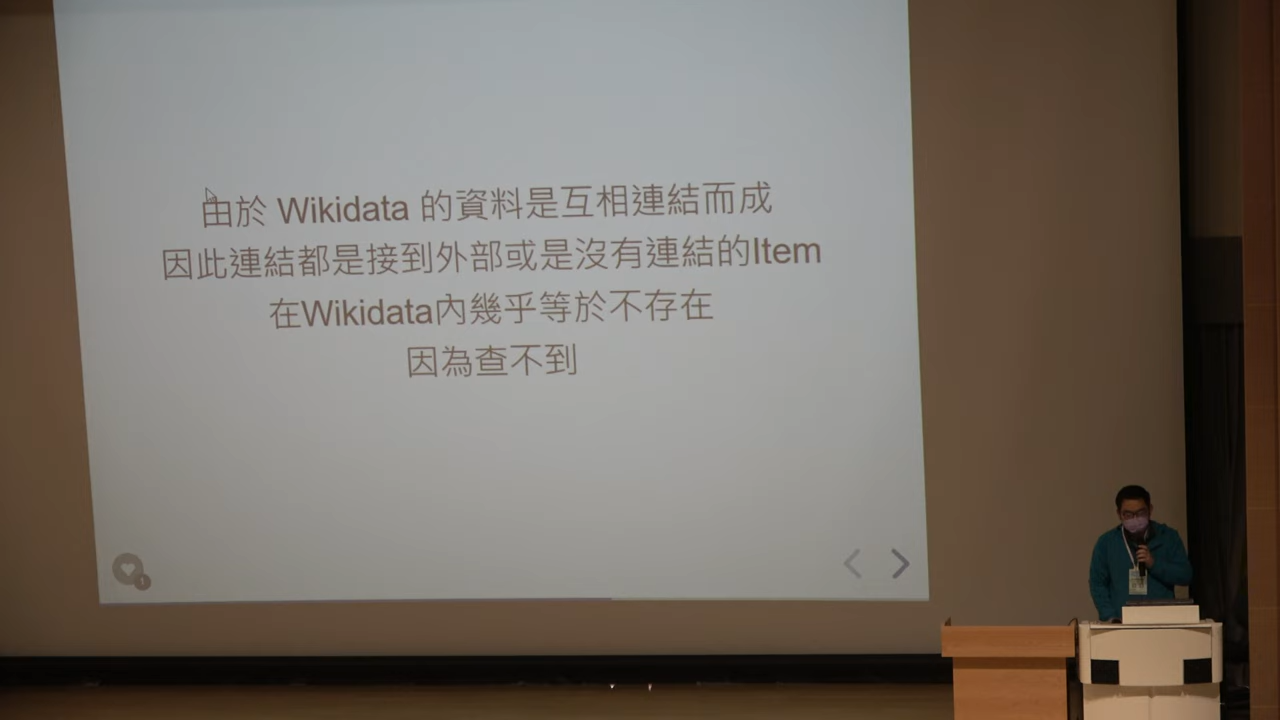 由於 Wikidata 的資料是互相連結而成
因此連結都是接到外部或是沒有連結的Item
在Wikidata內幾乎等於不存在
因為查不到